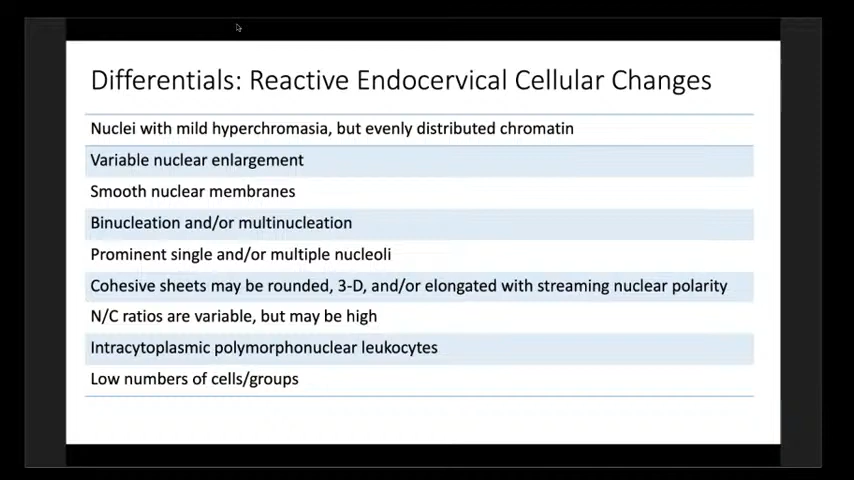 Differentials: Reactive Endocervical Cellular Changes
Nuclei with mild hyperchromasia, but evenly distributed chromatin
Variable nuclear enlargement
Smooth nuclear membranes
Binucleation and/or multinucleation
Prominent single and/or multiple nucleoli
Cohesive sheets may be rounded, 3-D, and/or elongated with streaming nuclear polarity
N/C ratios are variable, but may be high
Intracytoplasmic polymorphonuclear leukocytes
Low numbers of cells/groups